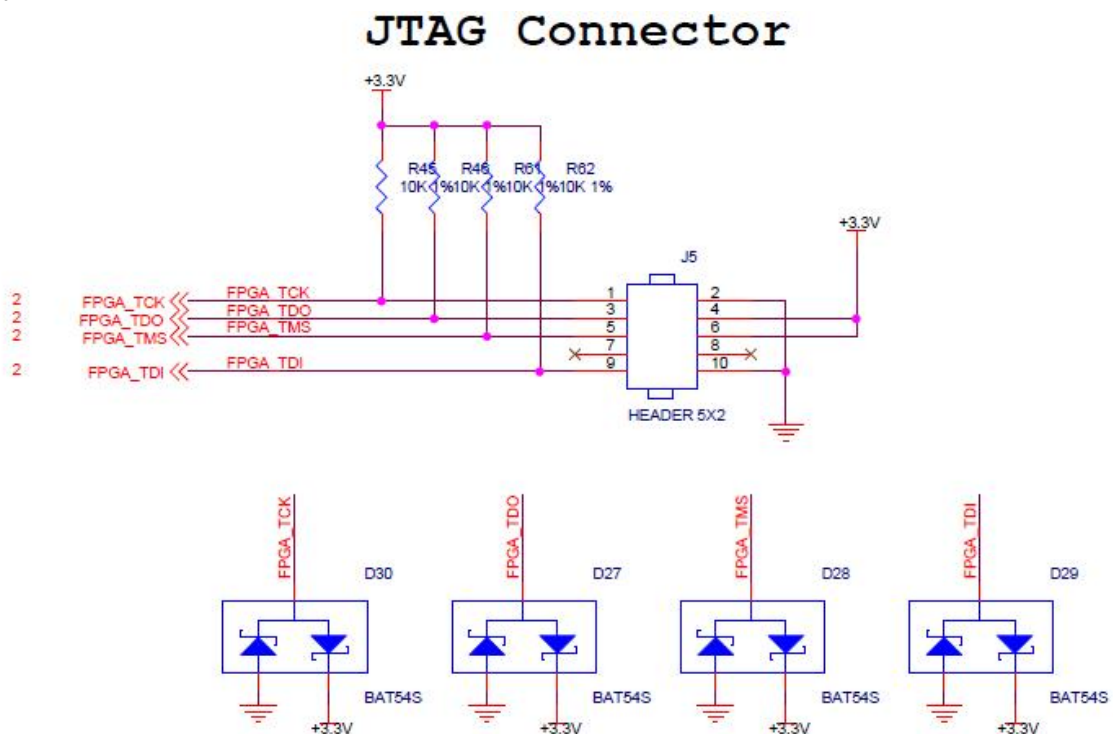 JTAG Connector
+3.3V
R45 R46 R61 R62
10K 1% 10K 1% 10K 1% 10K 1%
+3.3V
J5
2 FPGA_TCK FPGA_TCK 1 2
2 FPGA_TDO FPGA_TDO 3 4
2 FPGA_TMS FPGA_TMS 5 6
7 8
2 FPGA_TDI FPGA_TDI 9 10
HEADER 5X2
FPGA_TCK FPGA_TDO FPGA_TMS FPGA_TDI
D30 D27 D28 D29
BAT54S BAT54S BAT54S BAT54S
+3.3V +3.3V +3.3V +3.3V